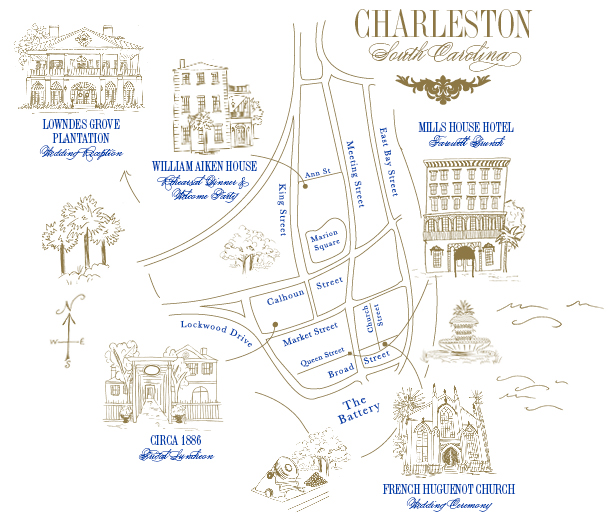 CHARLESTON
South Carolina
LOWNDES GROVE
PLANTATION
Wedding Reception
WILLIAM AIKEN HOUSE
Rehearsal Dinner &
Welcome Party
MILLS HOUSE HOTEL
Farewell Brunch
Ann St
King Street
Meeting Street
East Bay Street
Marion
Square
Calhoun Street
Lockwood Drive
Market Street
Church
Street
Queen Street
Broad Street
The
Battery
N
W
S
CIRCA 1886
Bridal Luncheon
FRENCH HUGUENOT CHURCH
Wedding Ceremony